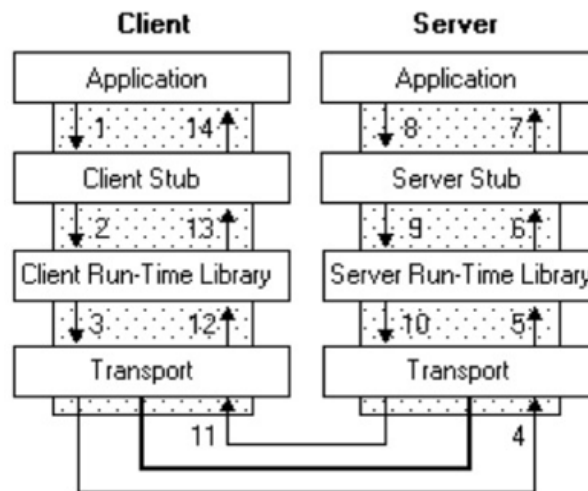 Client Server
Application Application
1 14 8 7
Client Stub Server Stub
2 13 9 6
Client Run-Time Library Server Run-Time Library
3 12 10 5
Transport Transport
11 4